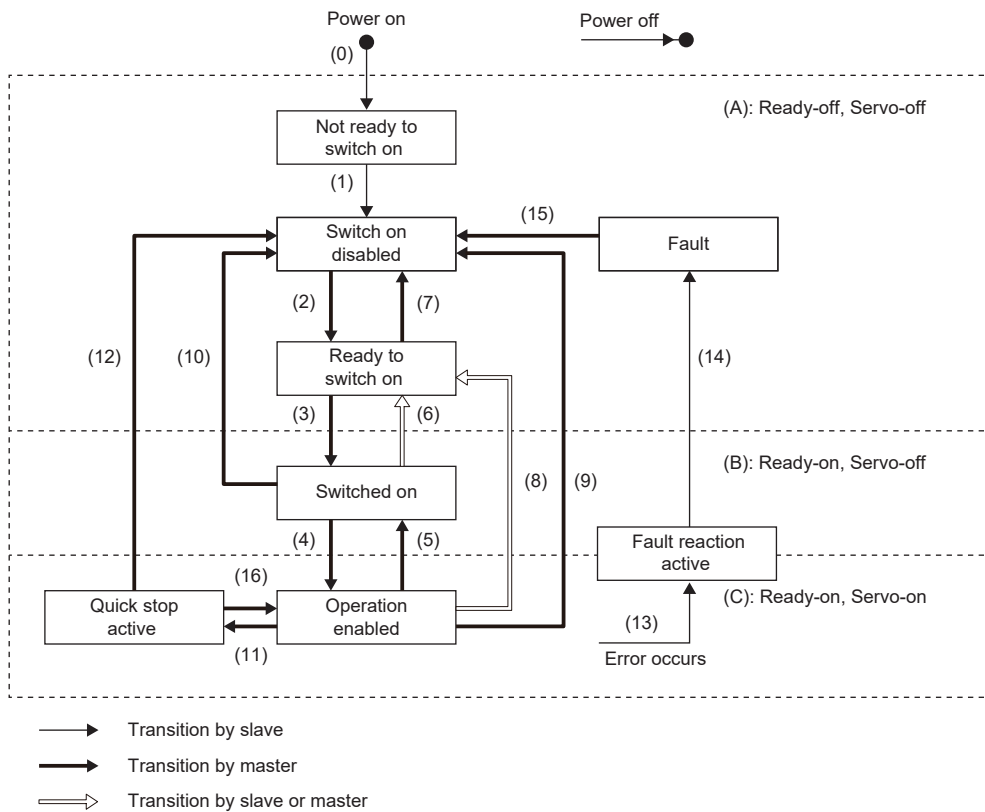 Power on
Power off
(0)
(A): Ready-off, Servo-off
Not ready to
switch on
(1)
(15)
Switch on
disabled
Fault
(2)
(7)
(12)
(10)
Ready to
switch on
(14)
(3)
(6)
(B): Ready-on, Servo-off
(8)
(9)
Switched on
(4)
(5)
Fault reaction
active
(16)
(C): Ready-on, Servo-on
Quick stop
active
Operation
enabled
(13)
(11)
Error occurs
Transition by slave
Transition by master
Transition by slave or master